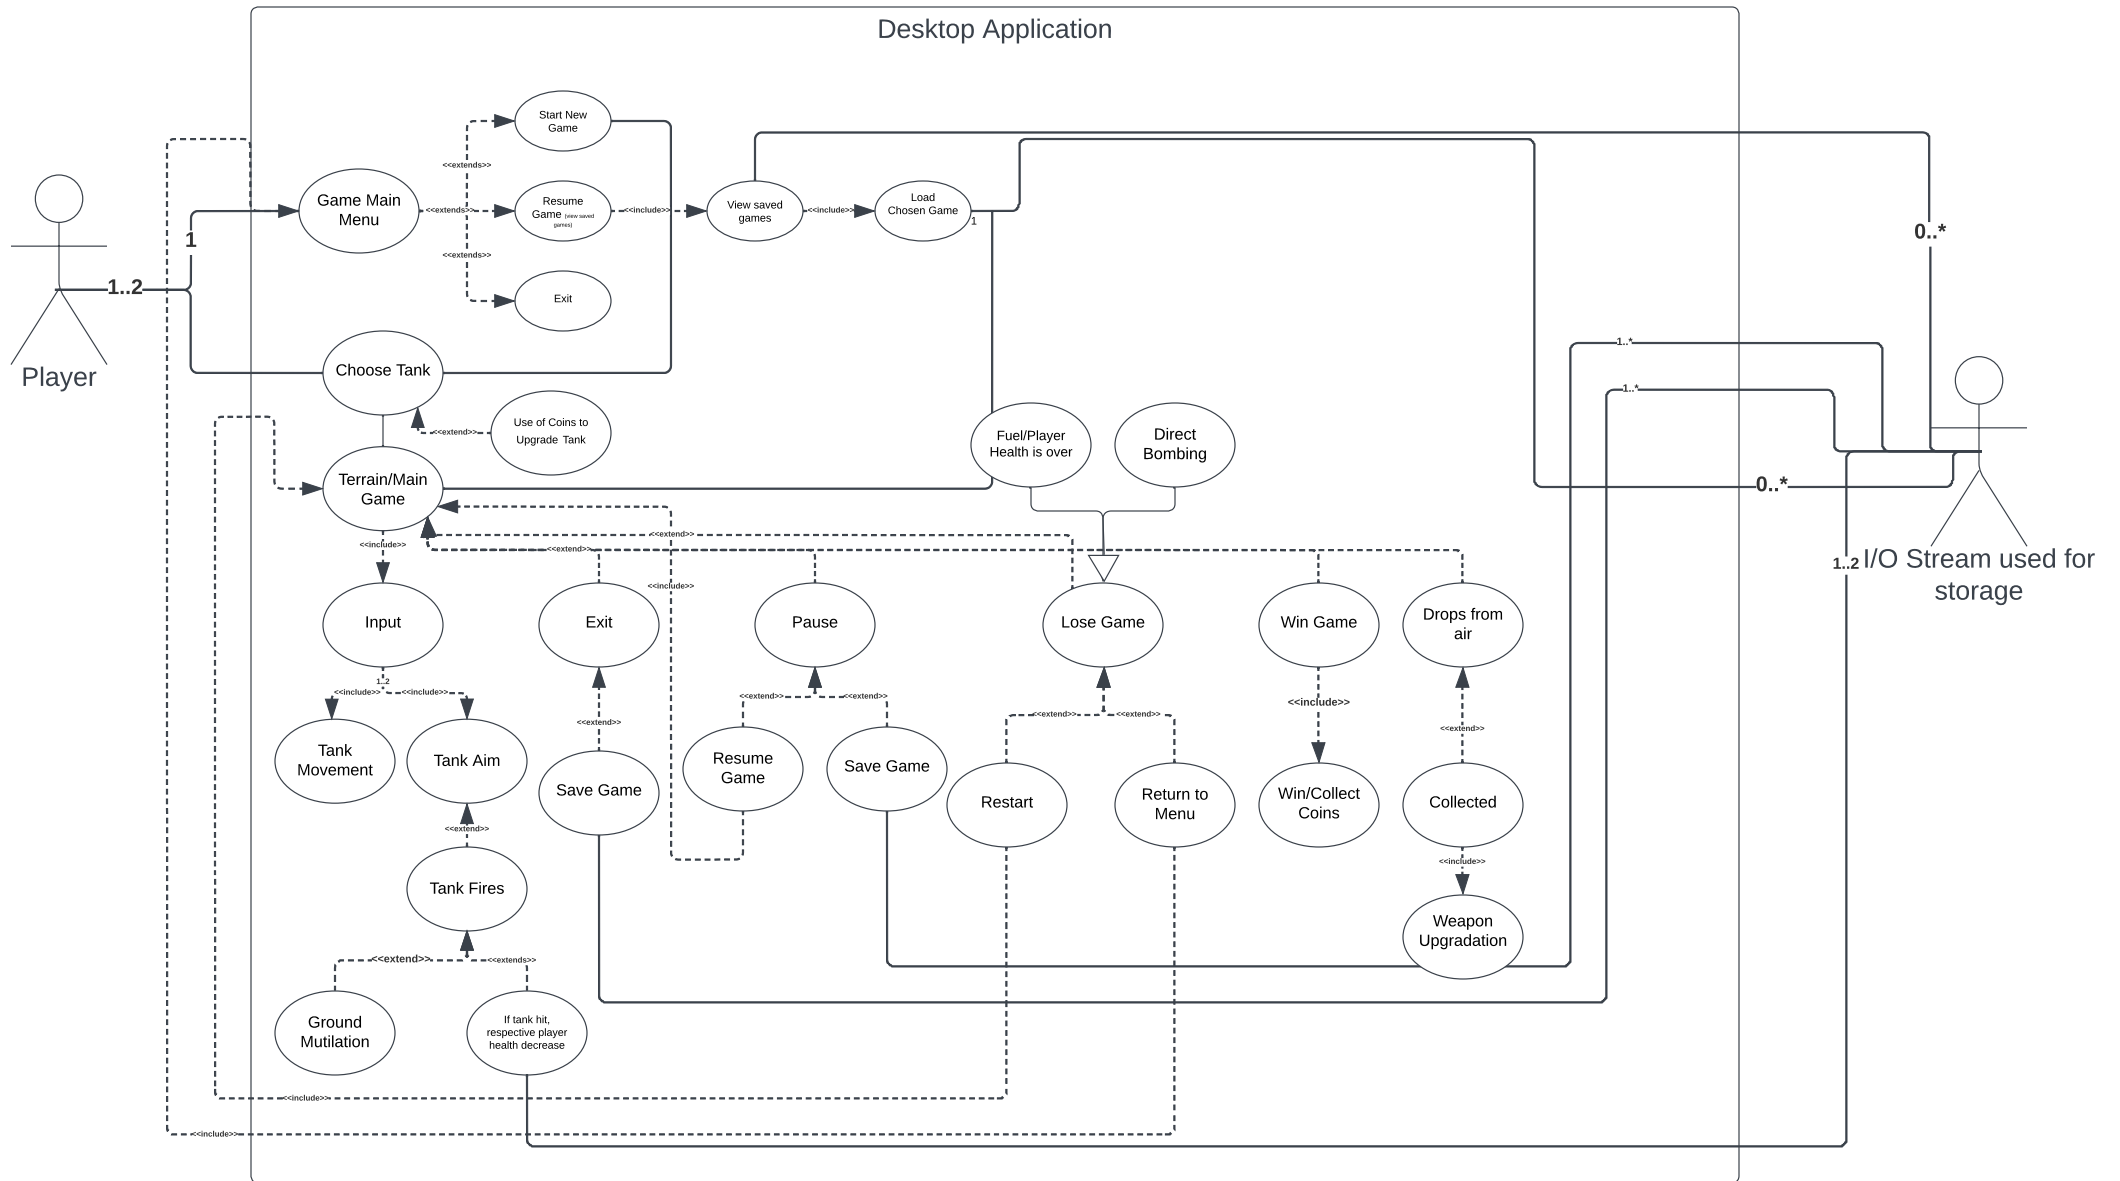 Desktop Application
Start New
Game
<<extends>>
Game Main
Menu
<<extends>>
Resume
Game (view saved
games)
<<include>>
View saved
games
<<include>>
Load
Chosen Game
1
1
0..*
<<extends>>
1..2
Exit
Player
Choose Tank
1..*
1..*
Use of Coins to
Upgrade Tank
<<extend>>
Fuel/Player
Health is over
Direct
Bombing
Terrain/Main
Game
0..*
<<include>>
<<extend>>
<<extend>>
<<include>>
1..2
I/O Stream used for
storage
Input
Exit
Pause
Lose Game
Win Game
Drops from
air
1..2
<<include>>
<<include>>
<<extend>>
<<extend>>
<<extend>>
<<extend>>
<<extend>>
<<include>>
<<extend>>
Tank
Movement
Tank Aim
Save Game
Resume
Game
Save Game
Restart
Return to
Menu
Win/Collect
Coins
Collected
<<extend>>
<<include>>
Tank Fires
Weapon
Upgradation
<<extend>>
<<extends>>
Ground
Mutilation
If tank hit,
respective player
health decrease
<<include>>
<<include>>